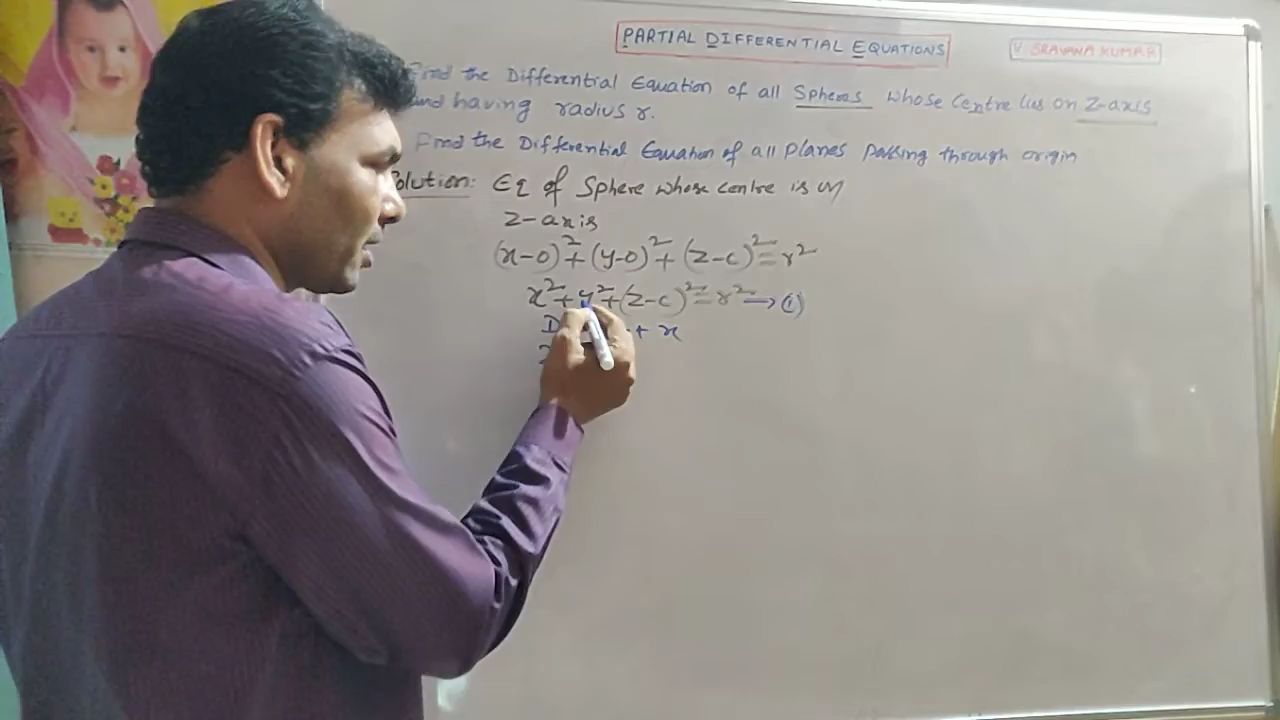 PARTIAL DIFFERENTIAL EQUATIONS
V. SRAVANA KUMAR
Find the Differential Equation of all Spheres whose Centre lies on Z-axis
and having radius r.
Find the Differential Equation of all Planes passing through origin
Solution: Eq of Sphere whose centre is on
Z-axis
(x-0)²+(y-0)²+(z-c)²=r²
x²+y²+(z-c)²=r² → (1)
D + x
2